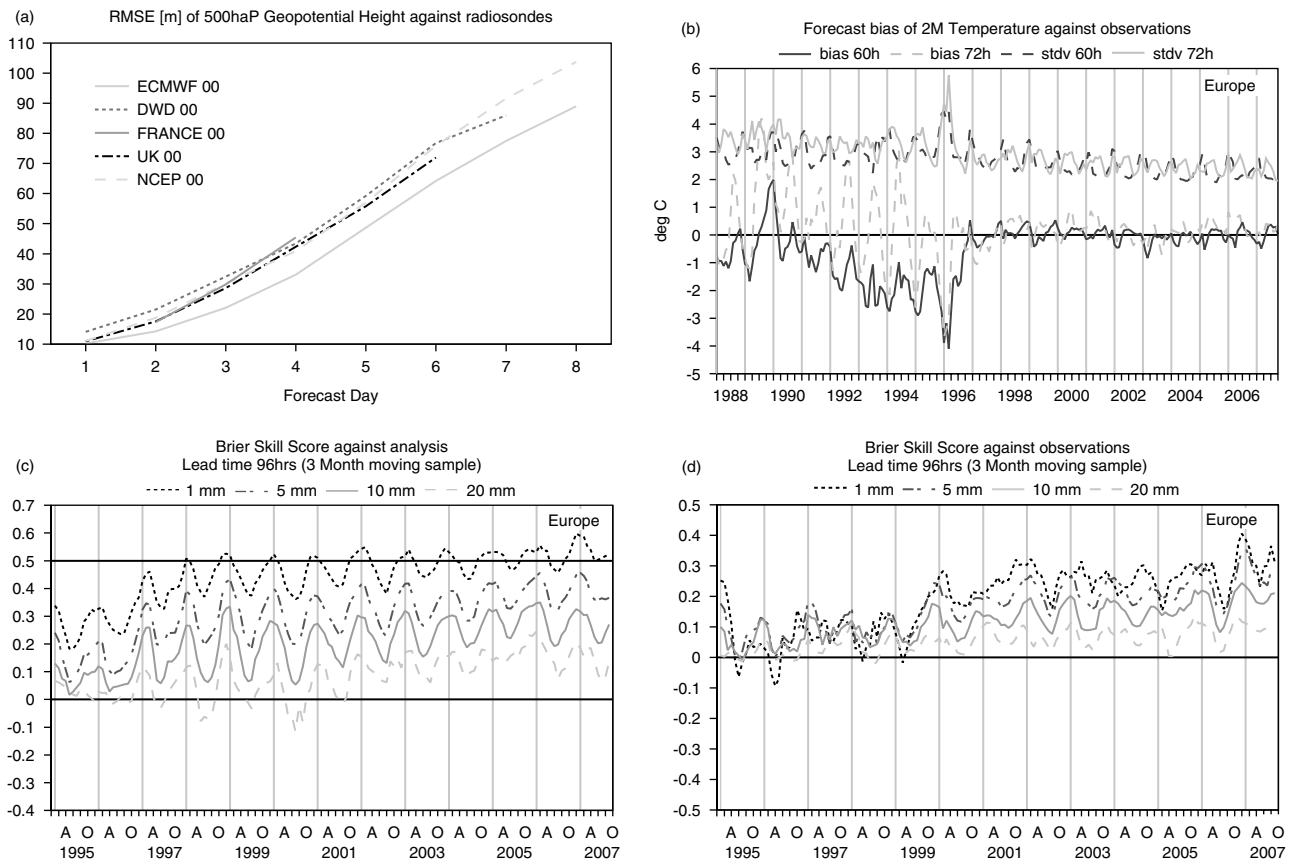 (a)
RMSE [m] of 500haP Geopotential Height against radiosondes
110
100
90
80
70
60
50
40
30
20
10
ECMWF 00
DWD 00
FRANCE 00
UK 00
NCEP 00
1 2 3 4 5 6 7 8
Forecast Day
(b)
Forecast bias of 2M Temperature against observations
bias 60h bias 72h stdv 60h stdv 72h
Europe
deg C
6
5
4
3
2
1
0
-1
-2
-3
-4
-5
1988 1990 1992 1994 1996 1998 2000 2002 2004 2006
(c)
Brier Skill Score against analysis
Lead time 96hrs (3 Month moving sample)
1 mm 5 mm 10 mm 20 mm
Europe
0.7
0.6
0.5
0.4
0.3
0.2
0.1
0
-0.1
0.2
-0.3
-0.4
A O A O A O A O A O A O A O A O A O A O A O A O A O
1995 1997 1999 2001 2003 2005 2007
(d)
Brier Skill Score against observations
Lead time 96hrs (3 Month moving sample)
1 mm 5 mm 10 mm 20 mm
Europe
0.5
0.4
0.3
0.2
0.1
0
-0.1
-0.2
-0.3
-0.4
-0.5
A O A O A O A O A O A O A O A O A O A O A O A O A O
1995 1997 1999 2001 2003 2005 2007